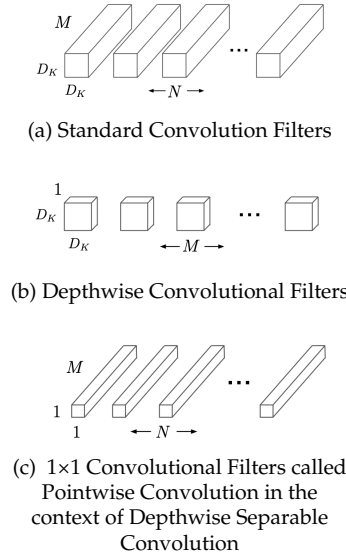 M
D_K
D_K
N
...
(a) Standard Convolution Filters
1
D_K
D_K
M
...
(b) Depthwise Convolutional Filters
M
1
1
N
...
(c) 1×1 Convolutional Filters called
Pointwise Convolution in the
context of Depthwise Separable
Convolution